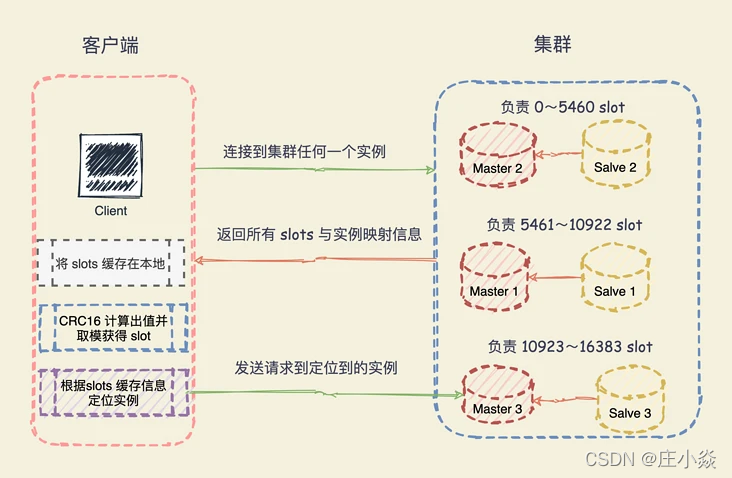 客户端
集群
负责 0～5460 slot
连接到集群任何一个实例
Master 2
Salve 2
Client
返回所有 slots 与实例映射信息
负责 5461～10922 slot
将 slots 缓存在本地
Master 1
Salve 1
CRC16 计算出值并
取模获得 slot
负责 10923～16383 slot
发送请求到定位到的实例
根据slots 缓存信息
定位实例
Master 3
Salve 3
CSDN @庄小焱